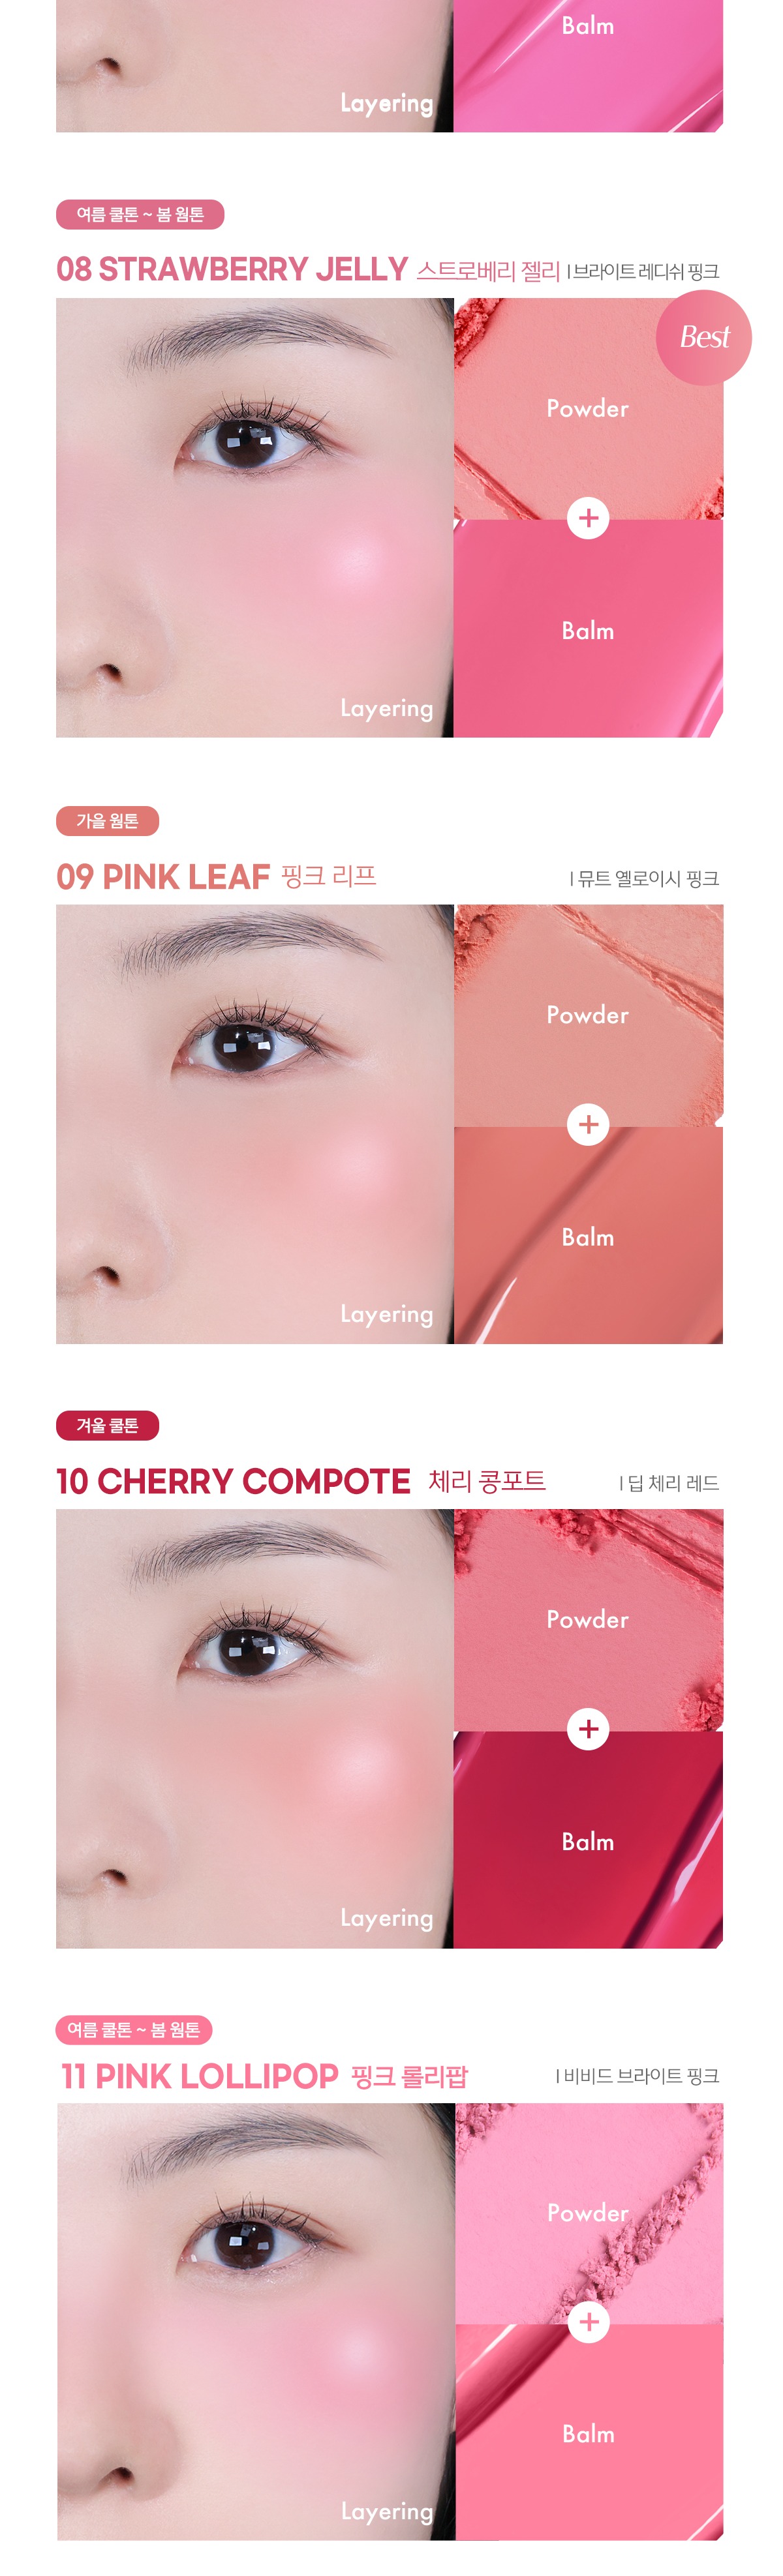 Balm
Layering
여름 쿨톤 ~ 봄 웜톤
08 STRAWBERRY JELLY 스트로베리 젤리 | 브라이트 레디쉬 핑크
Best
Powder
+
Balm
Layering
가을 웜톤
09 PINK LEAF 핑크 리프 | 뮤트 옐로이시 핑크
Powder
+
Balm
Layering
겨울 쿨톤
10 CHERRY COMPOTE 체리 콩포트 | 딥 체리 레드
Powder
+
Balm
Layering
여름 쿨톤 ~ 봄 웜톤
11 PINK LOLLIPOP 핑크 롤리팝 | 비비드 브라이트 핑크
Powder
+
Balm
Layering